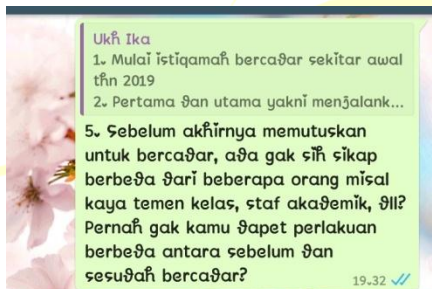 Ukh Ika
1. Mulai istiqamah bercadar sekitar awal
thn 2019
2. Pertama dan utama yakni menjalank...
5. Sebelum akhirnya memutuskan
untuk bercadar, ada gak sih sikap
berbeda dari beberapa orang misal
kaya temen kelas, staf akademik, dll?
Pernah gak kamu dapet perlakuan
berbeda antara sebelum dan
sesudah bercadar?
19.32